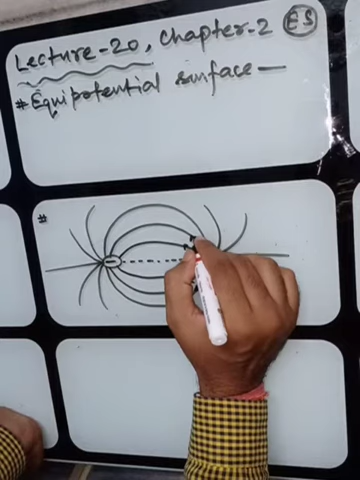 Lecture-20, Chapter-2 ES
# Equipotential surface —
#